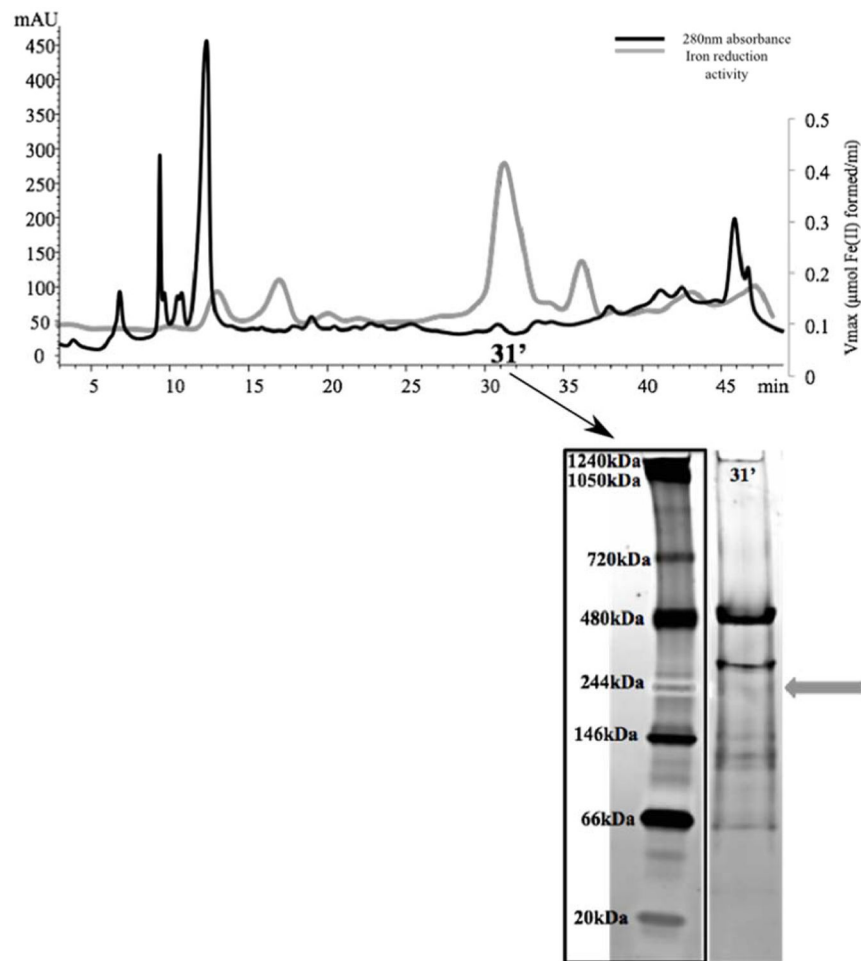 mAU
450
400
350
300
250
200
150
100
50
0
280nm absorbance
Iron reduction
activity
0.5
0.4
0.3
0.2
0.1
0
Vmax (µmol Fe(II) formed/mi)
31'
5 10 15 20 25 30 35 40 45 min
1240kDa
1050kDa
720kDa
480kDa
244kDa
146kDa
66kDa
20kDa
31'